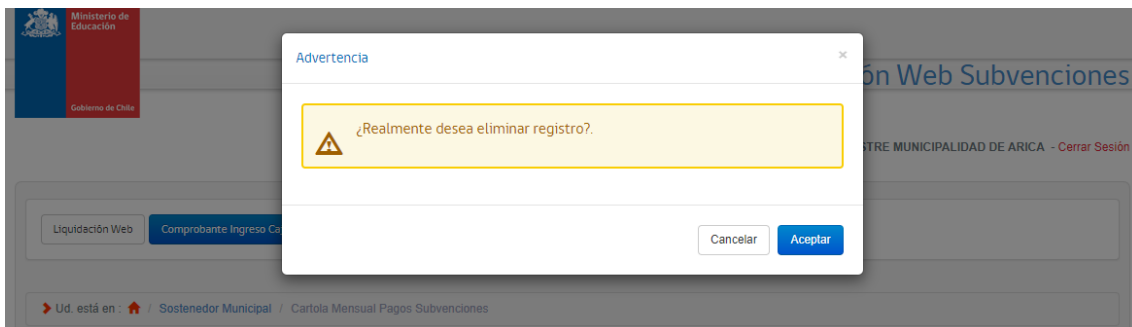 Ministerio de
Educación
Gobierno de Chile
Advertencia
×
ón Web Subvenciones
¿Realmente desea eliminar registro?.
STRE MUNICIPALIDAD DE ARICA - Cerrar Sesión
Liquidación Web
Comprobante Ingreso Ca
Cancelar
Aceptar
Ud. está en : / Sostenedor Municipal / Cartola Mensual Pagos Subvenciones